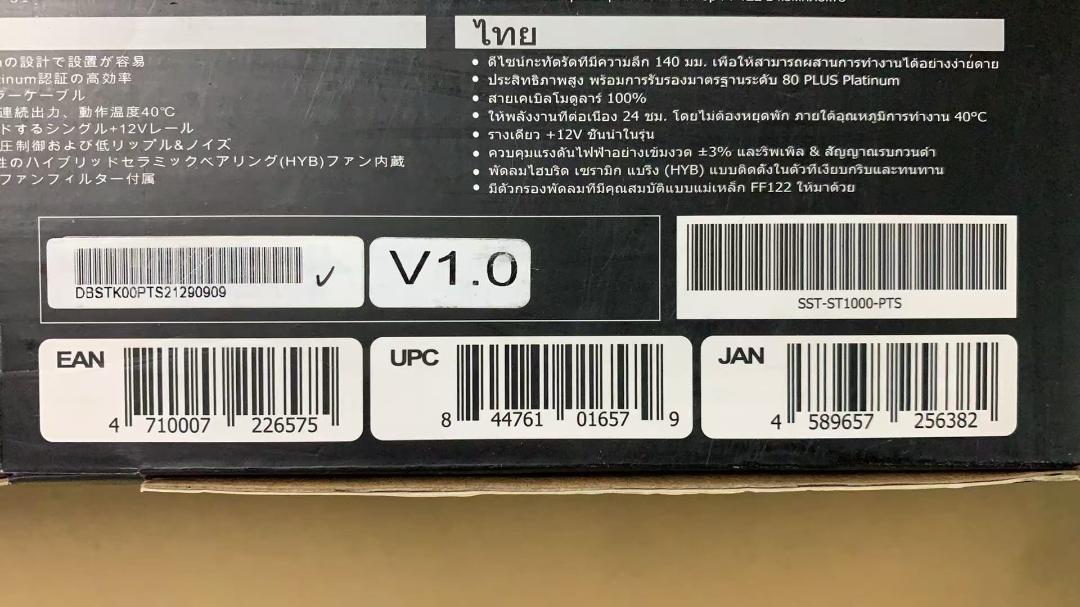 の設計で設置が容易
tinum認証の高効率
ラーケーブル
連続出力、動作温度40℃
ドするシングル+12Vレール
圧制御および低リップル&ノイズ
性のハイブリッドセラミックベアリング(HYB)ファン内蔵
ファンフィルター付属
ไทย
• ดีไซน์กะทัดรัดที่มีความลึก 140 มม. เพื่อให้สามารถผสานการทำงานได้อย่างง่ายดาย
• ประสิทธิภาพสูง พร้อมการรับรองมาตรฐานระดับ 80 PLUS Platinum
• สายเคเบิลโมดูลาร์ 100%
• ให้พลังงานที่ต่อเนื่อง 24 ชม. โดยไม่ต้องหยุดพัก ภายใต้อุณหภูมิการทำงาน 40°C
• รางเดี่ยว +12V ชั้นนำในรุ่น
• ควบคุมแรงดันไฟฟ้าอย่างเข้มงวด ±3% และริพเพิล & สัญญาณรบกวนต่ำ
• พัดลมไฮบริด เซรามิก แบริ่ง (HYB) แบบติดตั้งในตัวที่เงียบกริบและทนทาน
• มีตัวกรองพัดลมที่มีคุณสมบัติแบบแม่เหล็ก FF122 ให้มาด้วย
DBSTK00PTS21290909
V1.0
SST-ST1000-PTS
EAN
4 710007 226575
UPC
8 44761 01657 9
JAN
4 589657 256382